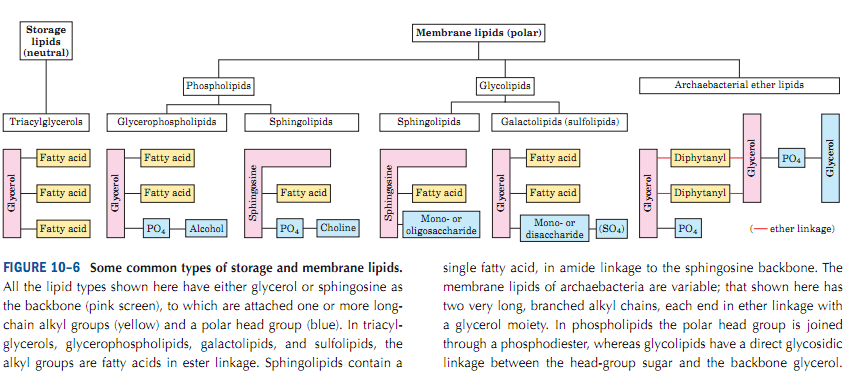 Storage
lipids
(neutral)
Membrane lipids (polar)
Phospholipids
Glycolipids
Archaebacterial ether lipids
Triacylglycerols
Glycerophospholipids
Sphingolipids
Sphingolipids
Galactolipids (sulfolipids)
Glycerol
Fatty acid
Fatty acid
Fatty acid
Glycerol
Fatty acid
Fatty acid
PO4
Alcohol
Sphingosine
Fatty acid
PO4
Choline
Sphingosine
Fatty acid
Mono- or
oligosaccharide
Glycerol
Fatty acid
Fatty acid
Mono- or
disaccharide
(SO4)
Glycerol
Diphytanyl
Diphytanyl
PO4
Glycerol
PO4
Glycerol
(— ether linkage)
FIGURE 10–6 Some common types of storage and membrane lipids.
All the lipid types shown here have either glycerol or sphingosine as
the backbone (pink screen), to which are attached one or more long-
chain alkyl groups (yellow) and a polar head group (blue). In triacyl-
glycerols, glycerophospholipids, galactolipids, and sulfolipids, the
alkyl groups are fatty acids in ester linkage. Sphingolipids contain a
single fatty acid, in amide linkage to the sphingosine backbone. The
membrane lipids of archaebacteria are variable; that shown here has
two very long, branched alkyl chains, each end in ether linkage with
a glycerol moiety. In phospholipids the polar head group is joined
through a phosphodiester, whereas glycolipids have a direct glycosidic
linkage between the head-group sugar and the backbone glycerol.